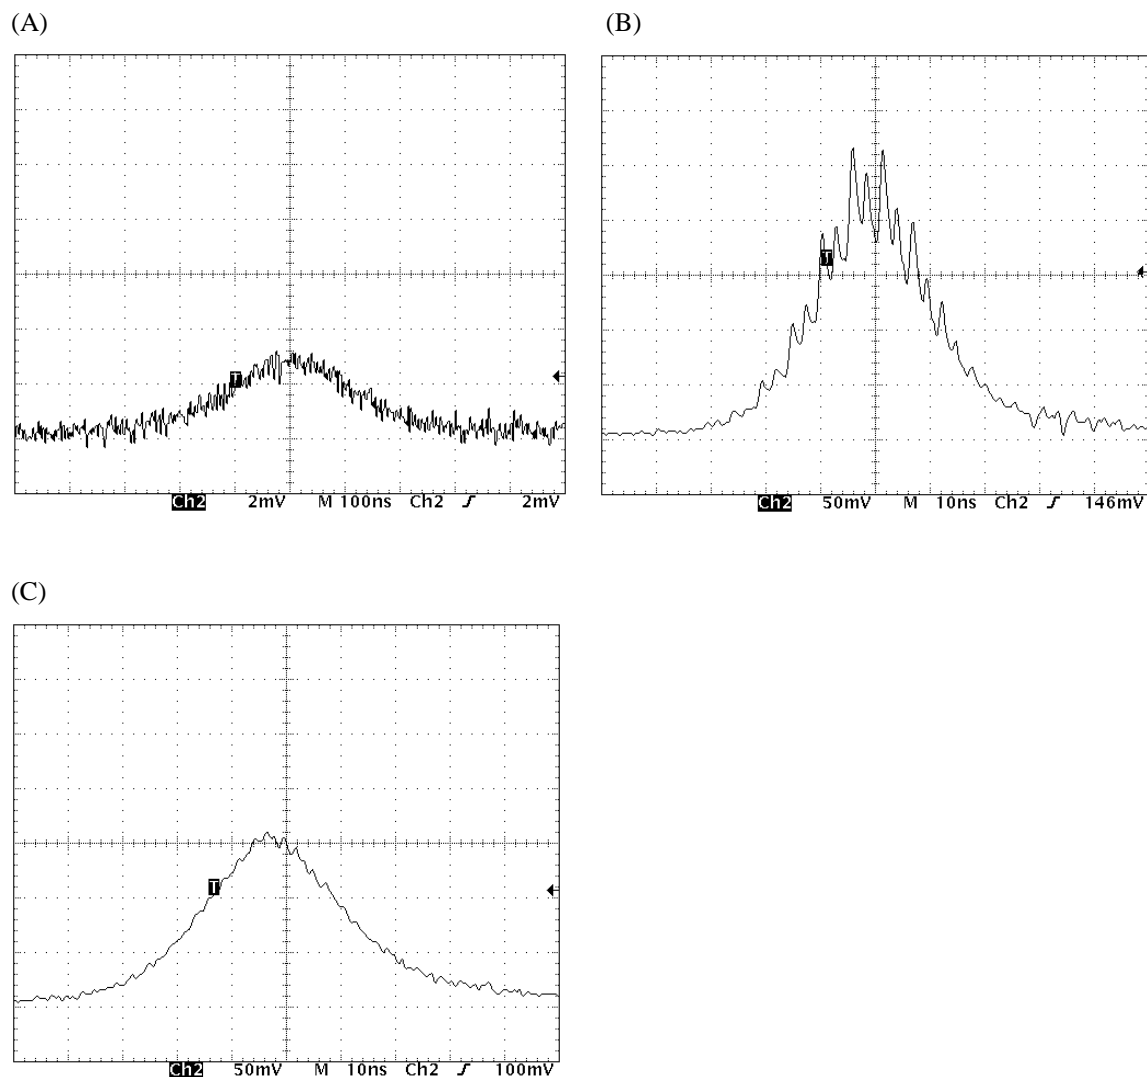 (A)
(B)
T
T
Ch2 2mV M 100ns Ch2 2mV
Ch2 50mV M 10ns Ch2 146mV
(C)
T
Ch2 50mV M 10ns Ch2 100mV